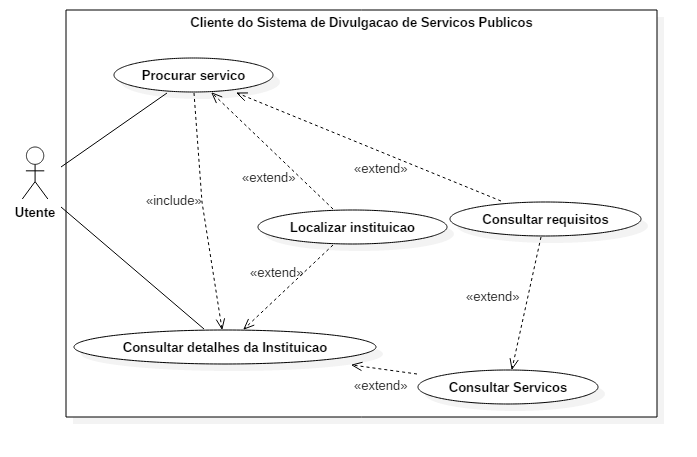 Cliente do Sistema de Divulgacao de Servicos Publicos
Procurar servico
«extend»
«extend»
«include»
Utente
Consultar requisitos
Localizar instituicao
«extend»
«extend»
Consultar detalhes da Instituicao
«extend»
Consultar Servicos